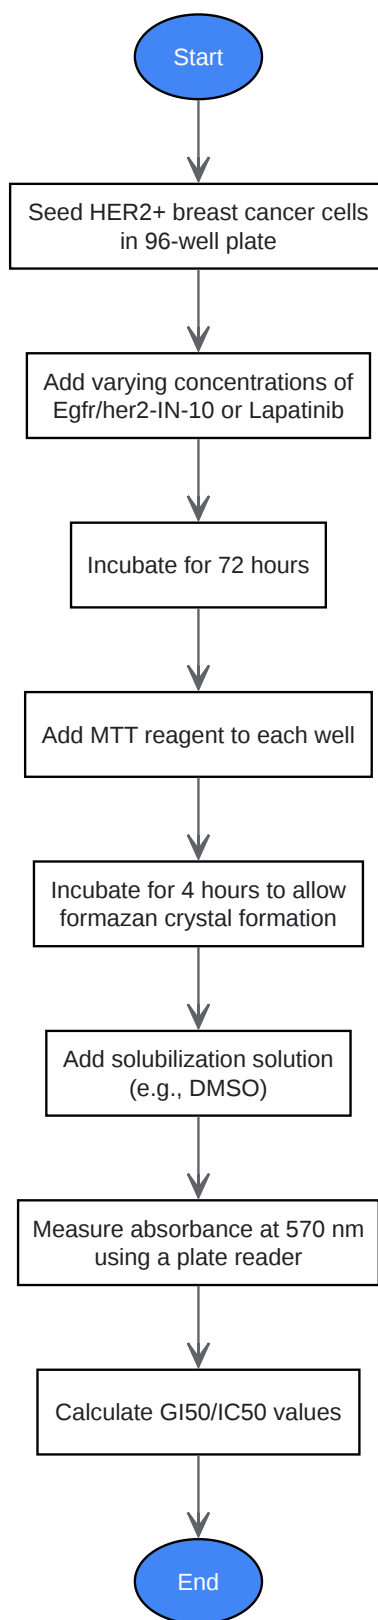 Start
Seed HER2+ breast cancer cells
in 96-well plate
Add varying concentrations of
Egfr/her2-IN-10 or Lapatinib
Incubate for 72 hours
Add MTT reagent to each well
Incubate for 4 hours to allow
formazan crystal formation
Add solubilization solution
(e.g., DMSO)
Measure absorbance at 570 nm
using a plate reader
Calculate GI50/IC50 values
End